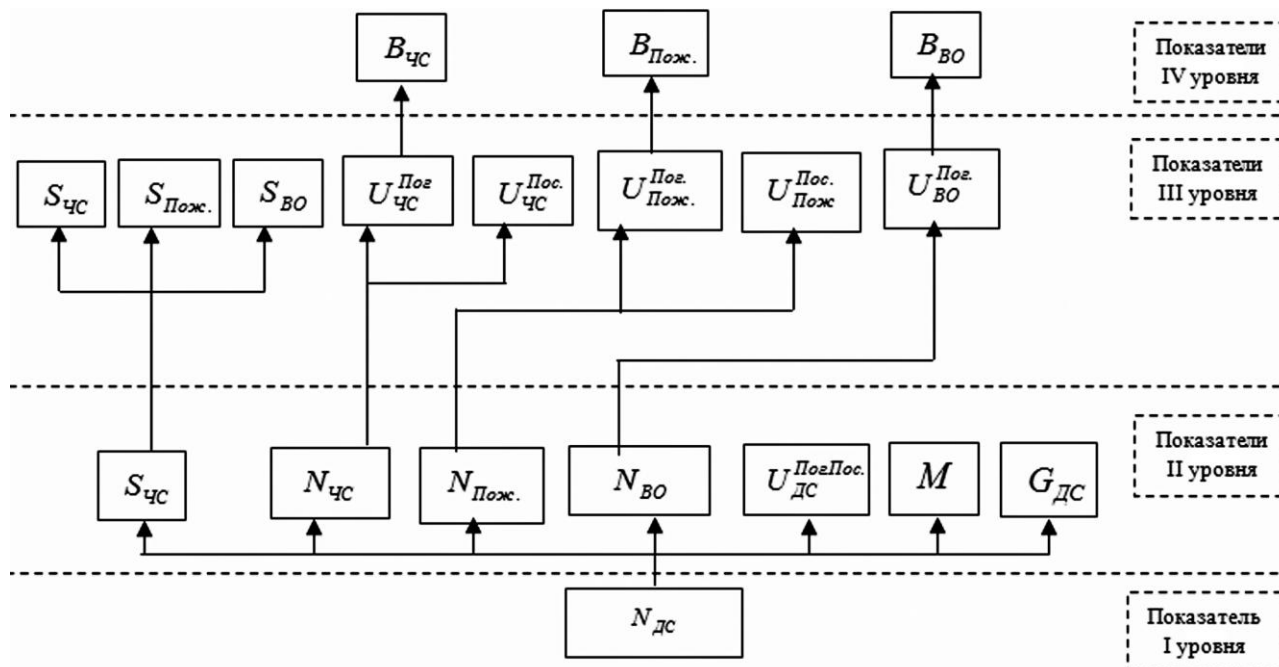 B_ЧС
B_Пож.
B_ВО
Показатели
IV уровня
S_ЧС
S_Пож.
S_ВО
U_ЧС^Пог
U_ЧС^Пос.
U_Пож.^Пог.
U_Пож^Пос.
U_ВО^Пог.
Показатели
III уровня
S_ЧС
N_ЧС
N_Пож.
N_ВО
U_ДС^ПогПос.
M
G_ДС
Показатели
II уровня
N_ДС
Показатель
I уровня